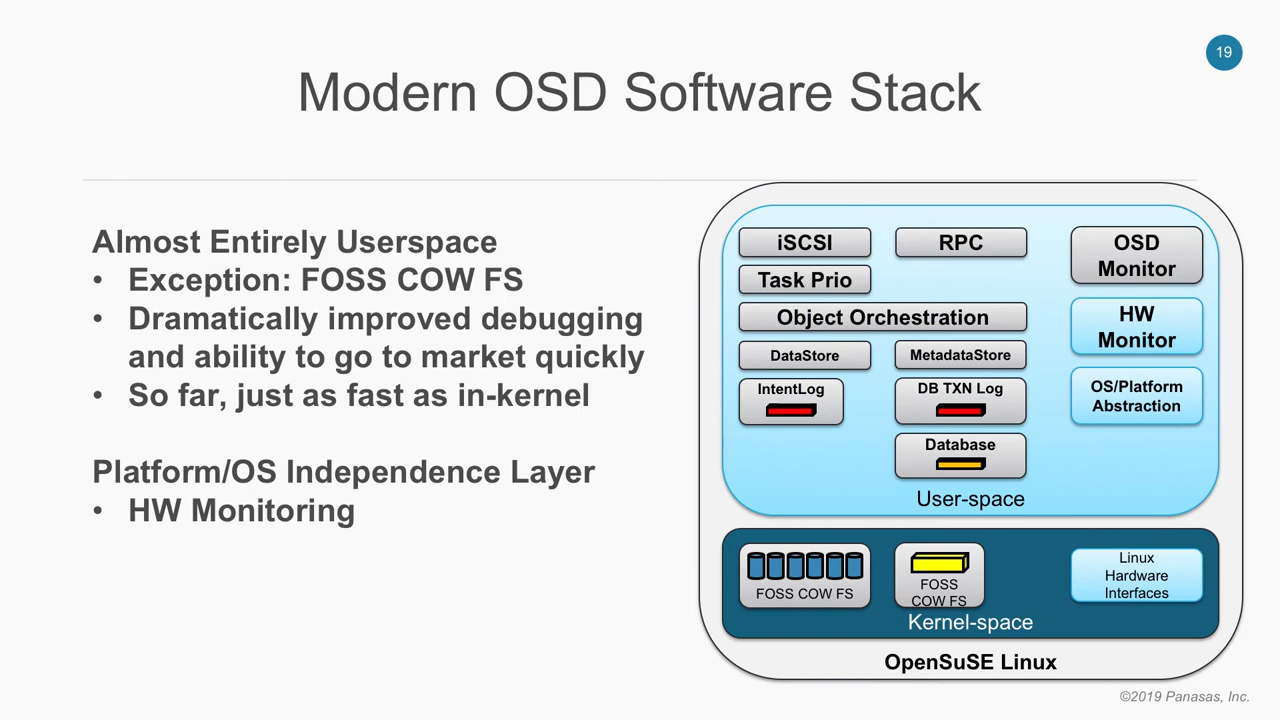 19
Modern OSD Software Stack
Almost Entirely Userspace
• Exception: FOSS COW FS
• Dramatically improved debugging
and ability to go to market quickly
• So far, just as fast as in-kernel
Platform/OS Independence Layer
• HW Monitoring
iSCSI
RPC
OSD
Monitor
Task Prio
Object Orchestration
HW
Monitor
DataStore
MetadataStore
IntentLog
DB TXN Log
OS/Platform
Abstraction
Database
User-space
FOSS COW FS
FOSS
COW FS
Linux
Hardware
Interfaces
Kernel-space
OpenSuSE Linux
©2019 Panasas, Inc.